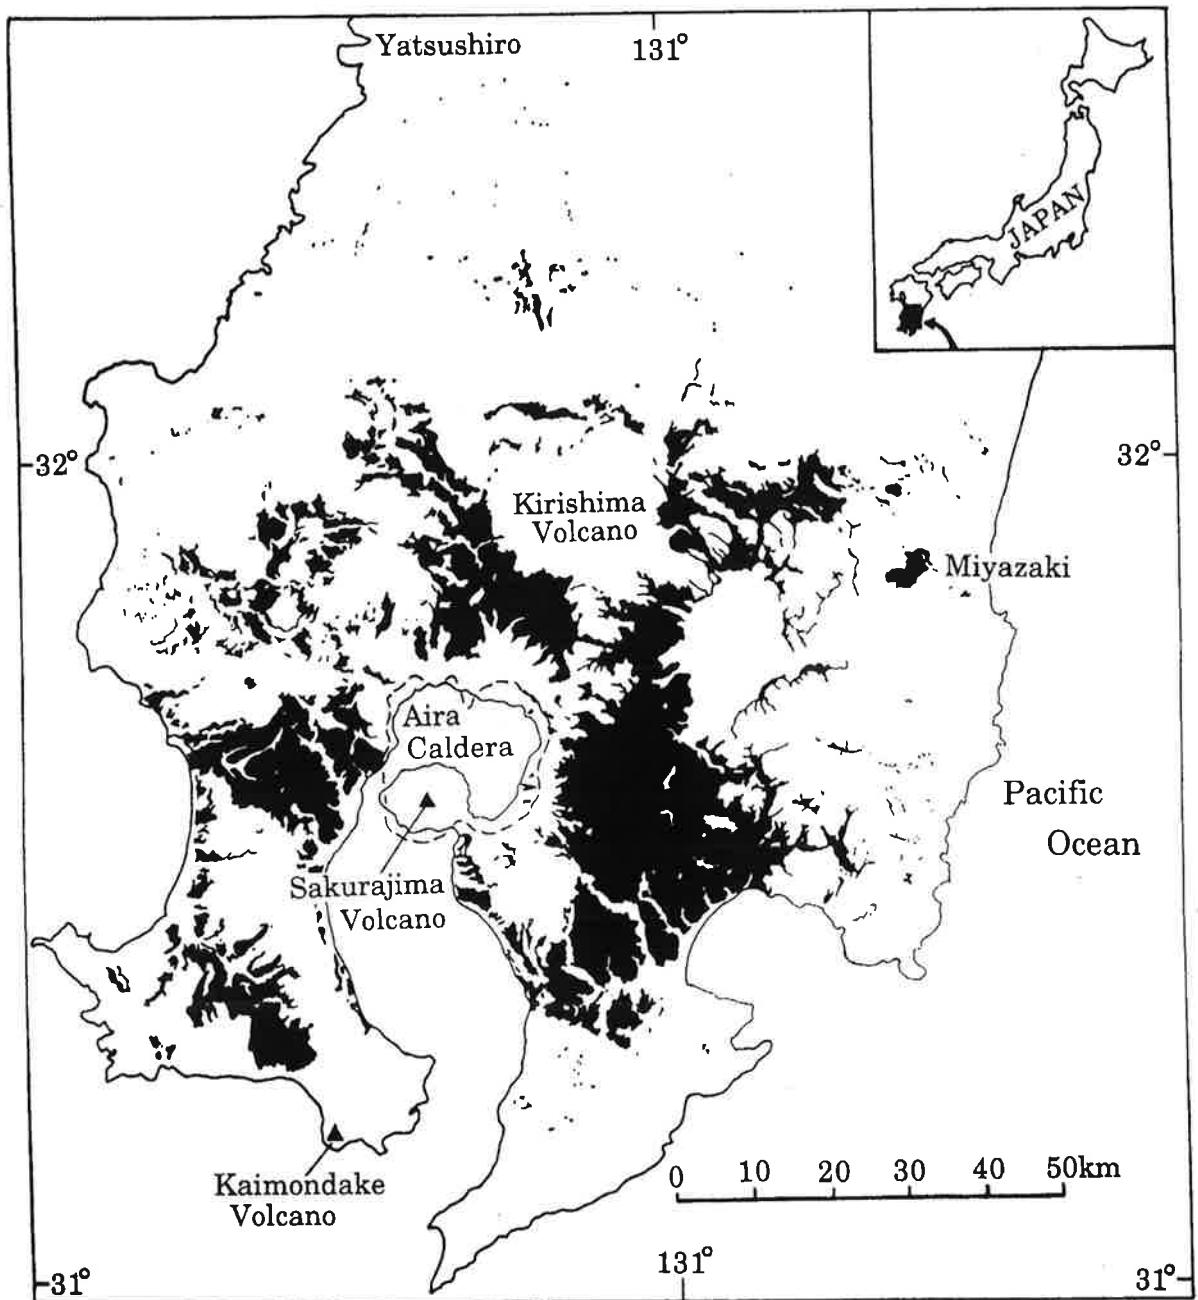 Yatsushiro
131°
JAPAN
32°
32°
Kirishima
Volcano
Miyazaki
Aira
Caldera
Pacific
Ocean
Sakurajima
Volcano
0 10 20 30 40 50km
Kaimondake
Volcano
131°
31°
31°